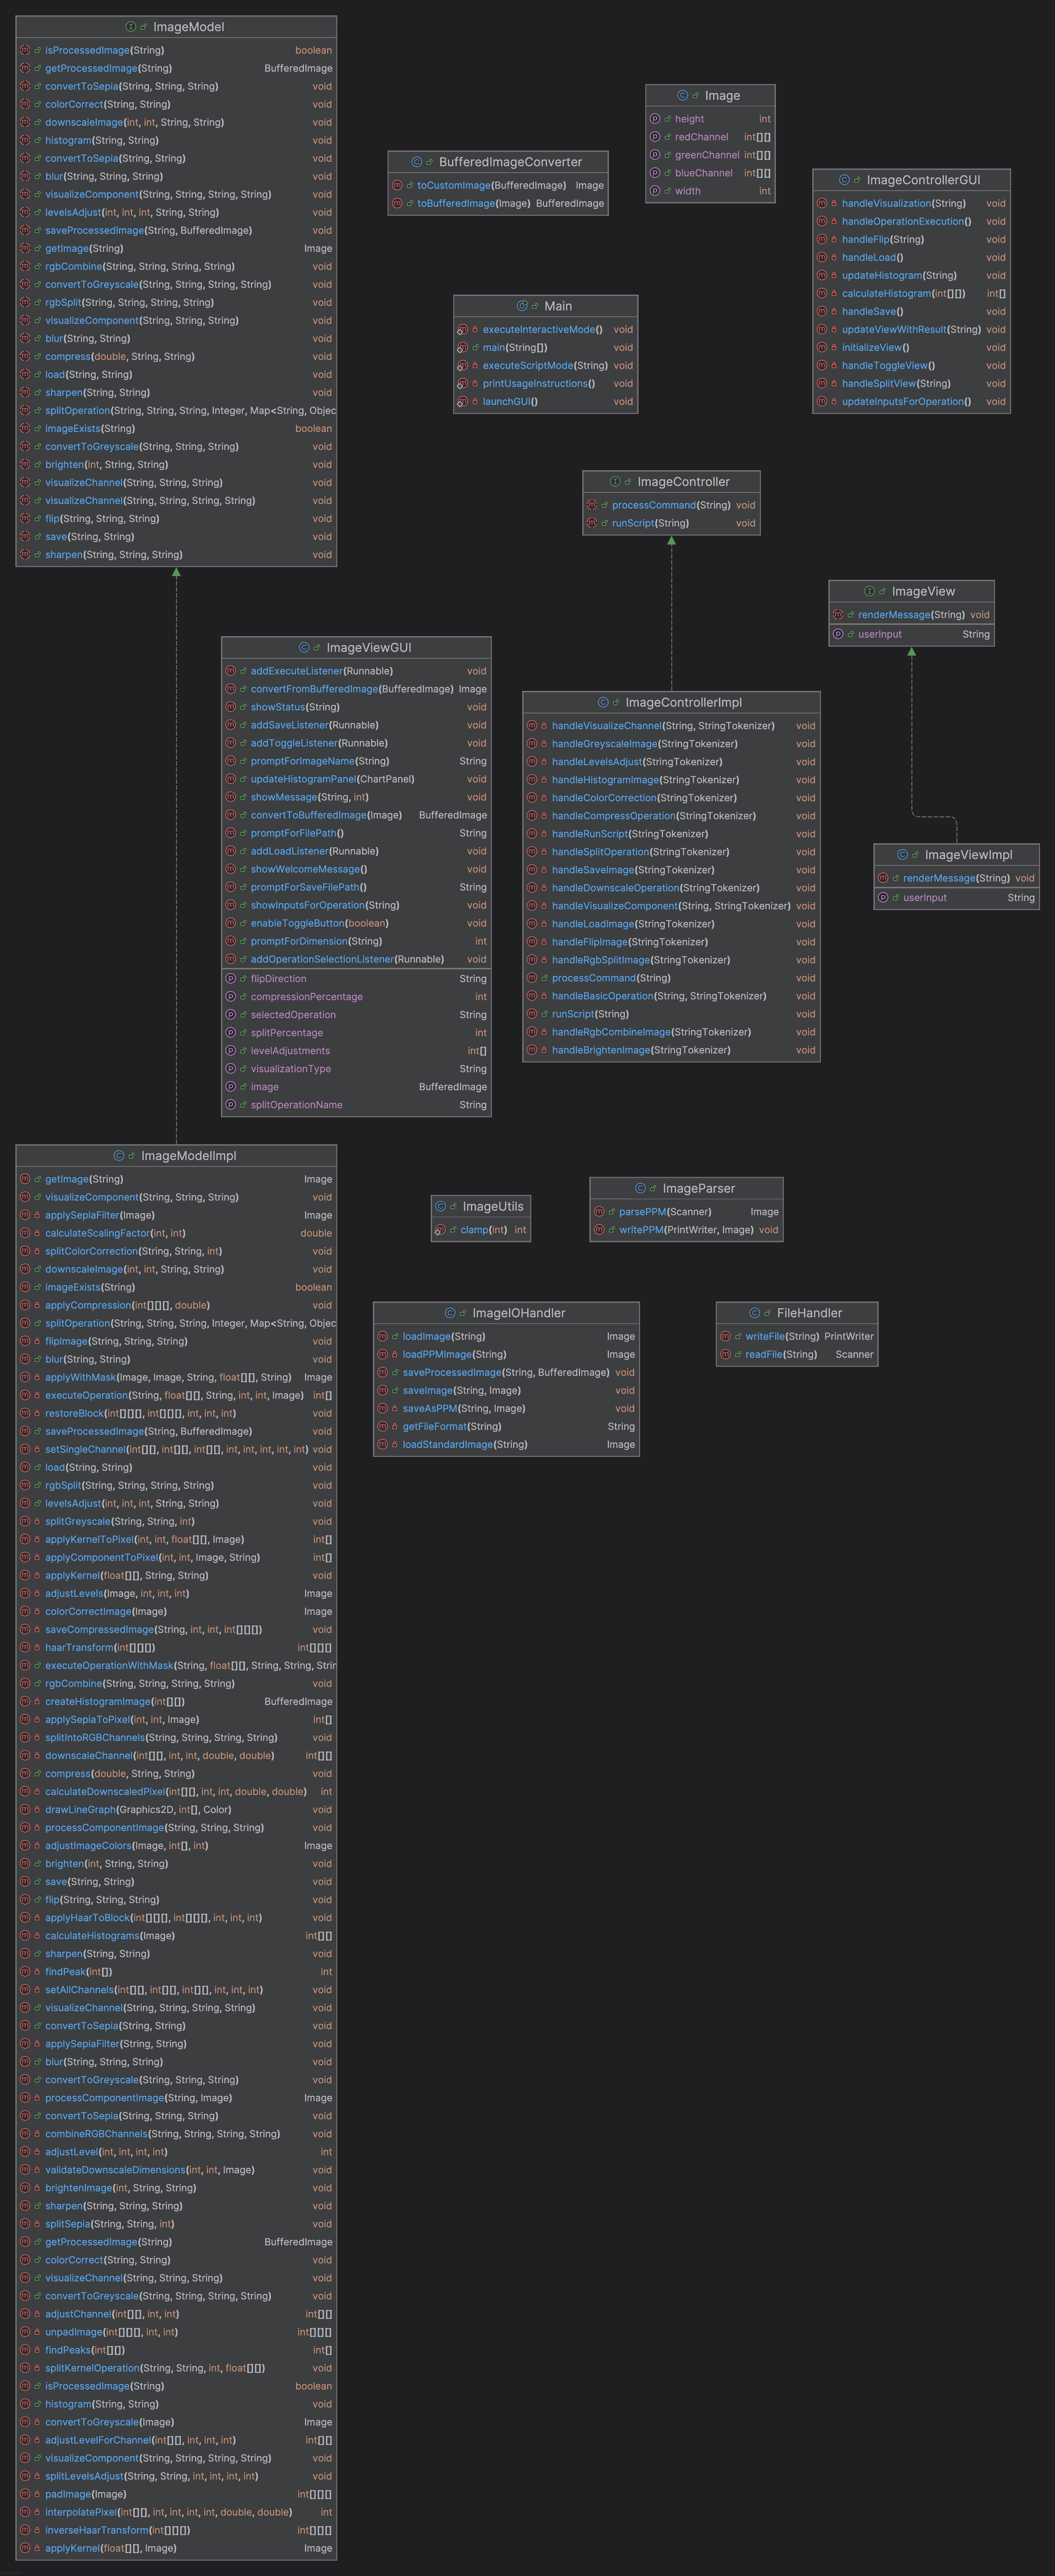 ImageModel
isProcessedImage(String) boolean
getProcessedImage(String) BufferedImage
convertToSepia(String, String, String) void
colorCorrect(String, String) void
downscaleImage(int, int, String, String) void
histogram(String, String) void
convertToSepia(String, String) void
blur(String, String, String) void
visualizeComponent(String, String, String, String) void
levelsAdjust(int, int, int, String, String) void
saveProcessedImage(String, BufferedImage) void
getImage(String) Image
rgbCombine(String, String, String, String) void
convertToGreyscale(String, String, String, String) void
rgbSplit(String, String, String, String) void
visualizeComponent(String, String, String) void
blur(String, String) void
compress(double, String, String) void
load(String, String) void
sharpen(String, String) void
splitOperation(String, String, String, Integer, Map<String, Objec
imageExists(String) boolean
convertToGreyscale(String, String, String) void
brighten(int, String, String) void
visualizeChannel(String, String, String) void
visualizeChannel(String, String, String, String) void
flip(String, String, String) void
save(String, String) void
sharpen(String, String, String) void
BufferedImageConverter
toCustomImage(BufferedImage) Image
toBufferedImage(Image) BufferedImage
Image
height int
redChannel int[][]
greenChannel int[][]
blueChannel int[][]
width int
ImageControllerGUI
handleVisualization(String) void
handleOperationExecution() void
handleFlip(String) void
handleLoad() void
updateHistogram(String) void
calculateHistogram(int[][]) int[]
handleSave() void
updateViewWithResult(String) void
initializeView() void
handleToggleView() void
handleSplitView(String) void
updateInputsForOperation() void
Main
executeInteractiveMode() void
main(String[]) void
executeScriptMode(String) void
printUsageInstructions() void
launchGUI() void
ImageController
processCommand(String) void
runScript(String) void
ImageView
renderMessage(String) void
userInput String
ImageViewGUI
addExecuteListener(Runnable) void
convertFromBufferedImage(BufferedImage) Image
showStatus(String) void
addSaveListener(Runnable) void
addToggleListener(Runnable) void
promptForImageName(String) String
updateHistogramPanel(ChartPanel) void
showMessage(String, int) void
convertToBufferedImage(Image) BufferedImage
promptForFilePath() String
addLoadListener(Runnable) void
showWelcomeMessage() void
promptForSaveFilePath() String
showInputsForOperation(String) void
enableToggleButton(boolean) void
promptForDimension(String) int
addOperationSelectionListener(Runnable) void
flipDirection String
compressionPercentage int
selectedOperation String
splitPercentage int
levelAdjustments int[]
visualizationType String
image BufferedImage
splitOperationName String
ImageControllerImpl
handleVisualizeChannel(String, StringTokenizer) void
handleGreyscaleImage(StringTokenizer) void
handleLevelsAdjust(StringTokenizer) void
handleHistogramImage(StringTokenizer) void
handleColorCorrection(StringTokenizer) void
handleCompressOperation(StringTokenizer) void
handleRunScript(StringTokenizer) void
handleSplitOperation(StringTokenizer) void
handleSaveImage(StringTokenizer) void
handleDownscaleOperation(StringTokenizer) void
handleVisualizeComponent(String, StringTokenizer) void
handleLoadImage(StringTokenizer) void
handleFlipImage(StringTokenizer) void
handleRgbSplitImage(StringTokenizer) void
processCommand(String) void
handleBasicOperation(String, StringTokenizer) void
runScript(String) void
handleRgbCombineImage(StringTokenizer) void
handleBrightenImage(StringTokenizer) void
ImageViewImpl
renderMessage(String) void
userInput String
ImageModelImpl
getImage(String) Image
visualizeComponent(String, String, String) void
applySepiaFilter(Image) Image
calculateScalingFactor(int, int) double
splitColorCorrection(String, String, int) void
downscaleImage(int, int, String, String) void
imageExists(String) boolean
applyCompression(int[][][], double) void
splitOperation(String, String, String, Integer, Map<String, Objec
flipImage(String, String, String) void
blur(String, String) void
applyWithMask(Image, Image, String, float[][], String) Image
executeOperation(String, float[][], String, int, int, Image) int[]
restoreBlock(int[][][], int[][][], int, int, int) void
saveProcessedImage(String, BufferedImage) void
setSingleChannel(int[][], int[][], int[][], int, int, int, int, int) void
load(String, String) void
rgbSplit(String, String, String, String) void
levelsAdjust(int, int, int, String, String) void
splitGreyscale(String, String, int) void
applyKernelToPixel(int, int, float[][], Image) int[]
applyComponentToPixel(int, int, Image, String) int[]
applyKernel(float[][], String, String) void
adjustLevels(Image, int, int, int) Image
colorCorrectImage(Image) Image
saveCompressedImage(String, int, int, int[][][]) void
haarTransform(int[][][]) int[][][]
executeOperationWithMask(String, float[][], String, String, Strin
rgbCombine(String, String, String, String) void
createHistogramImage(int[][]) BufferedImage
applySepiaToPixel(int, int, Image) int[]
splitIntoRGBChannels(String, String, String, String) void
downscaleChannel(int[][], int, int, double, double) int[][]
compress(double, String, String) void
calculateDownscaledPixel(int[][], int, int, double, double) int
drawLineGraph(Graphics2D, int[], Color) void
processComponentImage(String, String, String) void
adjustImageColors(Image, int[], int) Image
brighten(int, String, String) void
save(String, String) void
flip(String, String, String) void
applyHaarToBlock(int[][][], int[][][], int, int, int) void
calculateHistograms(Image) int[][]
sharpen(String, String) void
findPeak(int[]) int
setAllChannels(int[][], int[][], int[][], int, int, int) void
visualizeChannel(String, String, String, String) void
convertToSepia(String, String) void
applySepiaFilter(String, String) void
blur(String, String, String) void
convertToGreyscale(String, String, String) void
processComponentImage(String, Image) Image
convertToSepia(String, String, String) void
combineRGBChannels(String, String, String, String) void
adjustLevel(int, int, int, int) int
validateDownscaleDimensions(int, int, Image) void
brightenImage(int, String, String) void
sharpen(String, String, String) void
splitSepia(String, String, int) void
getProcessedImage(String) BufferedImage
colorCorrect(String, String) void
visualizeChannel(String, String, String) void
convertToGreyscale(String, String, String, String) void
adjustChannel(int[][], int, int) int[][]
unpadImage(int[][][], int, int) int[][][]
findPeaks(int[][]) int[]
splitKernelOperation(String, String, int, float[][]) void
isProcessedImage(String) boolean
histogram(String, String) void
convertToGreyscale(Image) Image
adjustLevelForChannel(int[][], int, int, int) int[][]
visualizeComponent(String, String, String, String) void
splitLevelsAdjust(String, String, int, int, int, int) void
padImage(Image) int[][][]
interpolatePixel(int[][], int, int, int, int, double, double) int
inverseHaarTransform(int[][][]) int[][][]
applyKernel(float[][], Image) Image
ImageUtils
clamp(int) int
ImageParser
parsePPM(Scanner) Image
writePPM(PrintWriter, Image) void
ImageIOHandler
loadImage(String) Image
loadPPMImage(String) Image
saveProcessedImage(String, BufferedImage) void
saveImage(String, Image) void
saveAsPPM(String, Image) void
getFileFormat(String) String
loadStandardImage(String) Image
FileHandler
writeFile(String) PrintWriter
readFile(String) Scanner